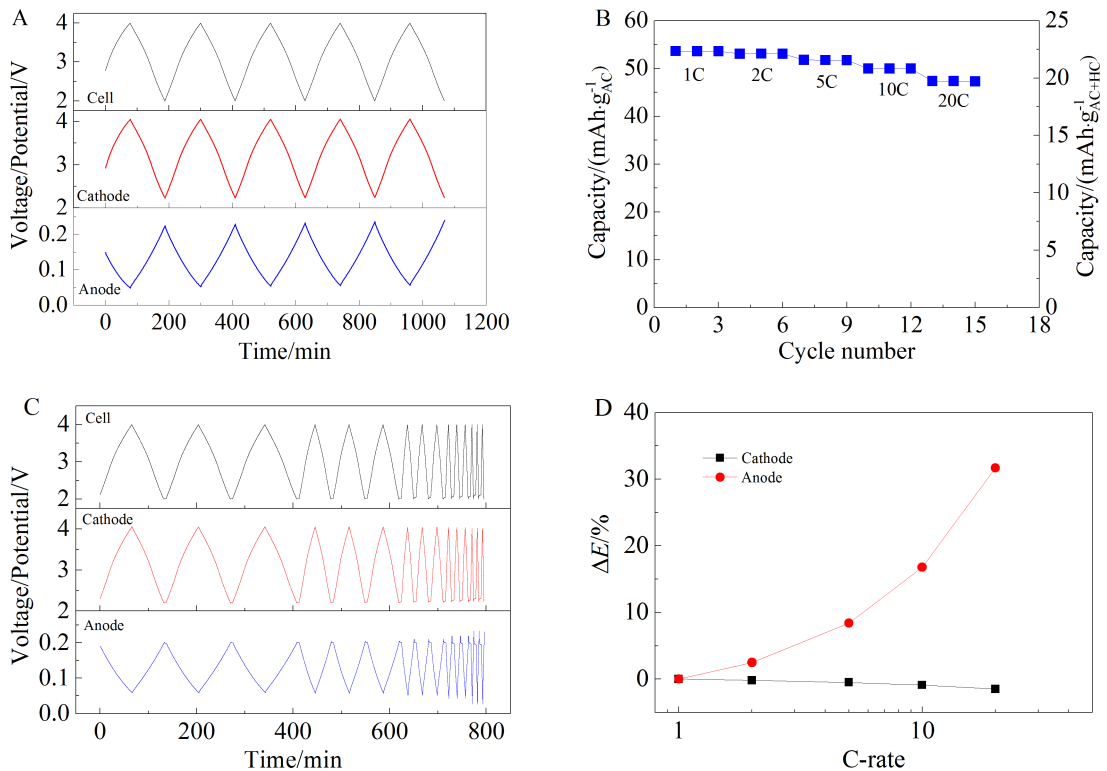 A
Voltage/Potential/V
4
3
2
Cell
4
3
2
Cathode
0.2
0.1
0.0
Anode
0 200 400 600 800 1000 1200
Time/min
B
Capacity/(mAh·g⁻¹AC)
60
50
40
30
20
10
0
1C 2C 5C 10C 20C
25
20
15
10
5
0
Capacity/(mAh·g⁻¹AC+HC)
0 3 6 9 12 15 18
Cycle number
C
Voltage/Potential/V
Cell
4
3
2
Cathode
4
3
2
Anode
0.2
0.1
0.0
0 200 400 600 800
Time/min
D
ΔE/%
40
30
20
10
0
Cathode
Anode
1 10
C-rate